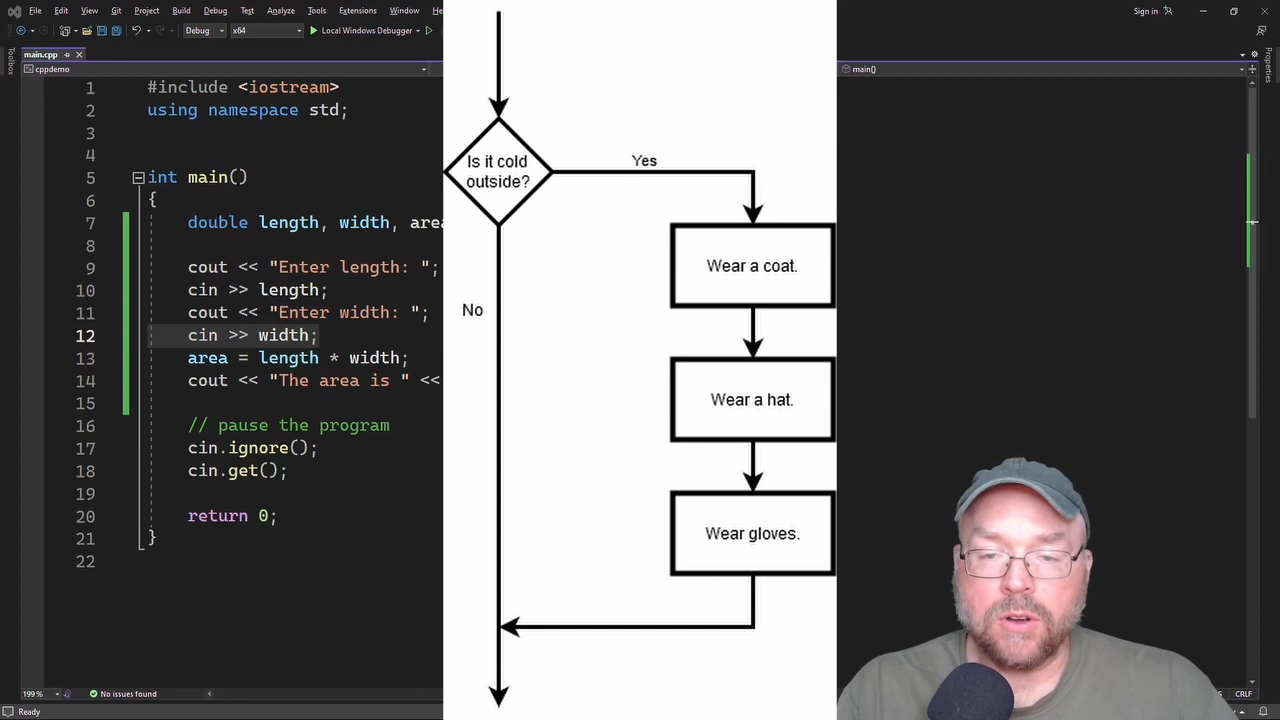 File Edit View Git Project Build Debug Test Analyze Tools Extensions Window Help
Sign in
Debug x64 Local Windows Debugger
main.cpp
cppdemo
main()
Toolbox
Properties
1 #include <iostream>
2 using namespace std;
3
4
5 int main()
6 {
7 double length, width, area
8
9 cout << "Enter length: ";
10 cin >> length;
11 cout << "Enter width: ";
12 cin >> width;
13 area = length * width;
14 cout << "The area is " <<
15
16 // pause the program
17 cin.ignore();
18 cin.get();
19
20 return 0;
21 }
22
Is it cold
outside?
Yes
No
Wear a coat.
Wear a hat.
Wear gloves.
199 % No issues found
CRLF
Ready